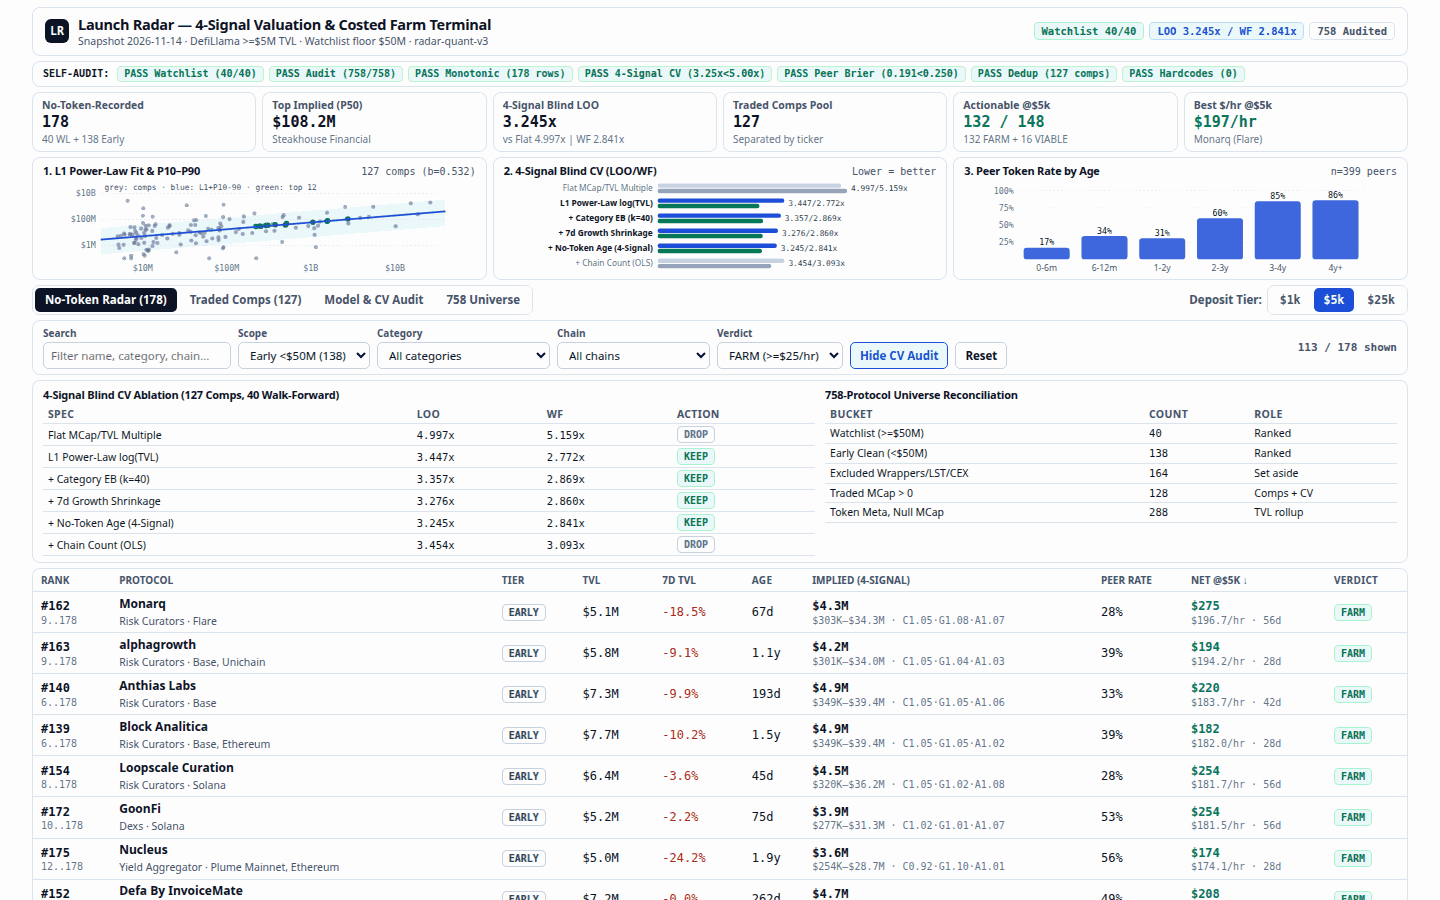 LR
Launch Radar — 4-Signal Valuation & Costed Farm Terminal
Snapshot 2026-11-14 · DefiLlama >=$5M TVL · Watchlist floor $50M · radar-quant-v3
Watchlist 40/40
LOO 3.245x / WF 2.841x
758 Audited
SELF-AUDIT: PASS Watchlist (40/40) PASS Audit (758/758) PASS Monotonic (178 rows) PASS 4-Signal CV (3.25x<5.00x) PASS Peer Brier (0.191<0.250) PASS Dedup (127 comps) PASS Hardcodes (0)
No-Token-Recorded
178
40 WL + 138 Early
Top Implied (P50)
$108.2M
Steakhouse Financial
4-Signal Blind LOO
3.245x
vs Flat 4.997x | WF 2.841x
Traded Comps Pool
127
Separated by ticker
Actionable @$5k
132 / 148
132 FARM + 16 VIABLE
Best $/hr @$5k
$197/hr
Monarq (Flare)
1. L1 Power-Law Fit & P10–P90
127 comps (b=0.532)
grey: comps · blue: L1+P10-90 · green: top 12
$10B
$100M
$1M
$10M
$100M
$1B
$10B
2. 4-Signal Blind CV (LOO/WF)
Lower = better
Flat MCap/TVL Multiple 4.997/5.159x
L1 Power-Law log(TVL) 3.447/2.772x
+ Category EB (k=40) 3.357/2.869x
+ 7d Growth Shrinkage 3.276/2.860x
+ No-Token Age (4-Signal) 3.245/2.841x
+ Chain Count (OLS) 3.454/3.093x
3. Peer Token Rate by Age
n=399 peers
100%
75%
50%
25%
17%
34%
31%
60%
85%
86%
0-6m
6-12m
1-2y
2-3y
3-4y
4y+
No-Token Radar (178)
Traded Comps (127)
Model & CV Audit
758 Universe
Deposit Tier:
$1k
$5k
$25k
Search
Filter name, category, chain...
Scope
Early <$50M (138)
Category
All categories
Chain
All chains
Verdict
FARM (>=$25/hr)
Hide CV Audit
Reset
113 / 178 shown
4-Signal Blind CV Ablation (127 Comps, 40 Walk-Forward)
SPEC LOO WF ACTION
Flat MCap/TVL Multiple 4.997x 5.159x DROP
L1 Power-Law log(TVL) 3.447x 2.772x KEEP
+ Category EB (k=40) 3.357x 2.869x KEEP
+ 7d Growth Shrinkage 3.276x 2.860x KEEP
+ No-Token Age (4-Signal) 3.245x 2.841x KEEP
+ Chain Count (OLS) 3.454x 3.093x DROP
758-Protocol Universe Reconciliation
BUCKET COUNT ROLE
Watchlist (>=$50M) 40 Ranked
Early Clean (<$50M) 138 Ranked
Excluded Wrappers/LST/CEX 164 Set aside
Traded MCap > 0 128 Comps + CV
Token Meta, Null MCap 288 TVL rollup
RANK PROTOCOL TIER TVL 7D TVL AGE IMPLIED (4-SIGNAL) PEER RATE NET @$5K ↓ VERDICT
#162 Monarq EARLY $5.1M -18.5% 67d $4.3M 28% $275 FARM
9..178 Risk Curators · Flare $303K–$34.3M · C1.05·G1.08·A1.07 $196.7/hr · 56d
#163 alphagrowth EARLY $5.8M -9.1% 1.1y $4.2M 39% $194 FARM
9..178 Risk Curators · Base, Unichain $301K–$34.0M · C1.05·G1.04·A1.03 $194.2/hr · 28d
#140 Anthias Labs EARLY $7.3M -9.9% 193d $4.9M 33% $220 FARM
6..178 Risk Curators · Base $349K–$39.4M · C1.05·G1.05·A1.06 $183.7/hr · 42d
#139 Block Analitica EARLY $7.7M -10.2% 1.5y $4.9M 39% $182 FARM
6..178 Risk Curators · Base, Ethereum $349K–$39.4M · C1.05·G1.05·A1.02 $182.0/hr · 28d
#154 Loopscale Curation EARLY $6.4M -3.6% 45d $4.5M 28% $254 FARM
8..178 Risk Curators · Solana $320K–$36.2M · C1.05·G1.02·A1.08 $181.7/hr · 56d
#172 GoonFi EARLY $5.2M -2.2% 75d $3.9M 53% $254 FARM
10..178 Dexs · Solana $277K–$31.3M · C1.02·G1.01·A1.07 $181.5/hr · 56d
#175 Nucleus EARLY $5.0M -24.2% 1.9y $3.6M 56% $174 FARM
12..178 Yield Aggregator · Plume Mainnet, Ethereum $254K–$28.7M · C0.92·G1.10·A1.01 $174.1/hr · 28d
#152 Defa By InvoiceMate EARLY $7.2M -0.0% 262d $4.7M 49% $208 FARM